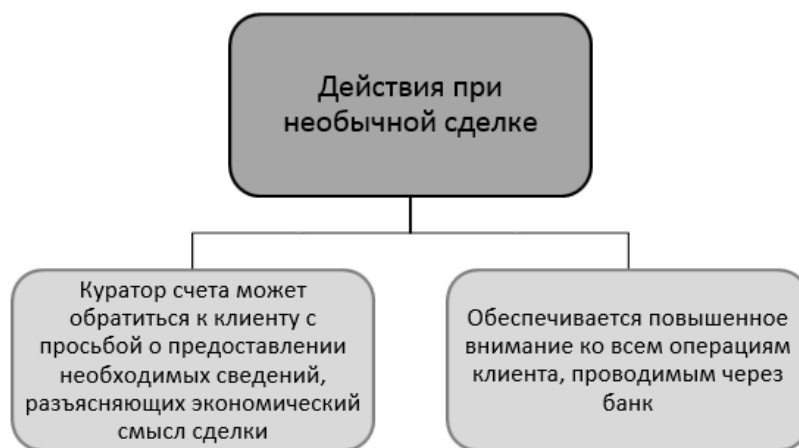 Действия при
необычной сделке
Куратор счета может
обратиться к клиенту с
просьбой о предоставлении
необходимых сведений,
разъясняющих экономический
смысл сделки
Обеспечивается повышенное
внимание ко всем операциям
клиента, проводимым через
банк